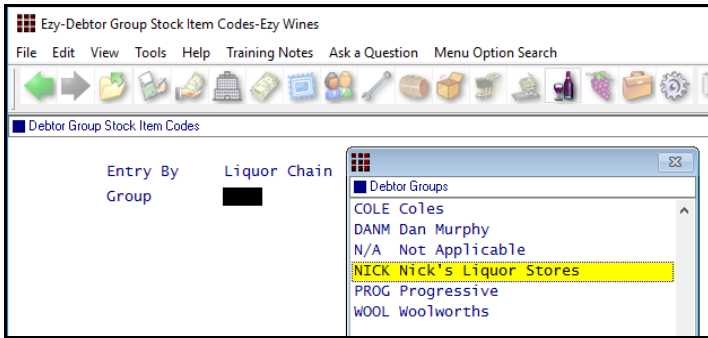 Ezy-Debtor Group Stock Item Codes-Ezy Wines
File Edit View Tools Help Training Notes Ask a Question Menu Option Search
Debtor Group Stock Item Codes
Entry By Liquor Chain
Group
Debtor Groups
COLE Coles
DANM Dan Murphy
N/A Not Applicable
NICK Nick's Liquor Stores
PROG Progressive
WOOL Woolworths